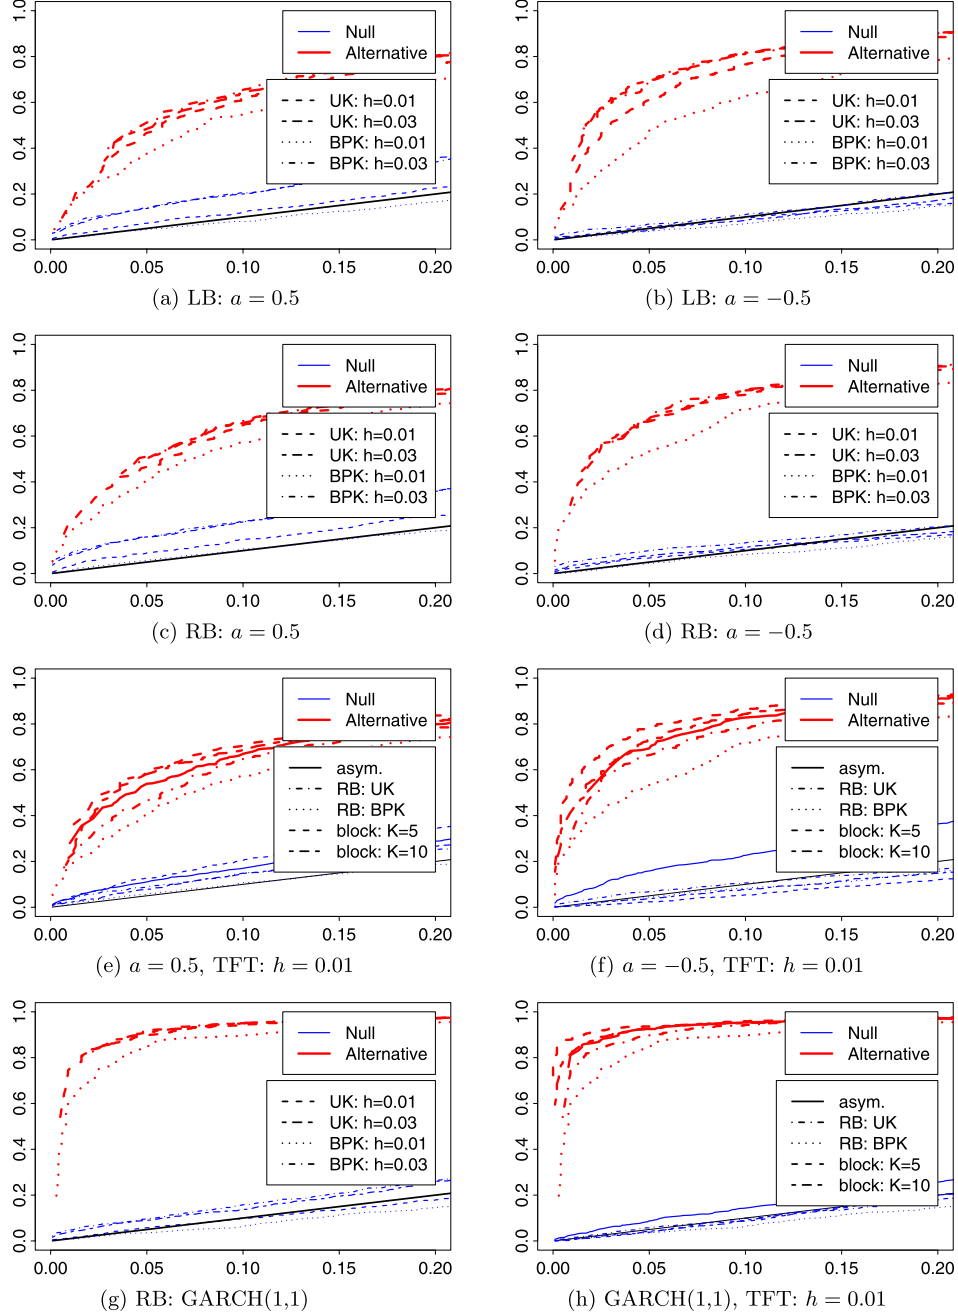 0.0 0.2 0.4 0.6 0.8 1.0
Null
Alternative
UK: h=0.01
UK: h=0.03
BPK: h=0.01
BPK: h=0.03
0.00 0.05 0.10 0.15 0.20
(a) LB: a = 0.5
0.0 0.2 0.4 0.6 0.8 1.0
Null
Alternative
UK: h=0.01
UK: h=0.03
BPK: h=0.01
BPK: h=0.03
0.00 0.05 0.10 0.15 0.20
(b) LB: a = −0.5
0.0 0.2 0.4 0.6 0.8 1.0
Null
Alternative
UK: h=0.01
UK: h=0.03
BPK: h=0.01
BPK: h=0.03
0.00 0.05 0.10 0.15 0.20
(c) RB: a = 0.5
0.0 0.2 0.4 0.6 0.8 1.0
Null
Alternative
UK: h=0.01
UK: h=0.03
BPK: h=0.01
BPK: h=0.03
0.00 0.05 0.10 0.15 0.20
(d) RB: a = −0.5
0.0 0.2 0.4 0.6 0.8 1.0
Null
Alternative
asym.
RB: UK
RB: BPK
block: K=5
block: K=10
0.00 0.05 0.10 0.15 0.20
(e) a = 0.5, TFT: h = 0.01
0.0 0.2 0.4 0.6 0.8 1.0
Null
Alternative
asym.
RB: UK
RB: BPK
block: K=5
block: K=10
0.00 0.05 0.10 0.15 0.20
(f) a = −0.5, TFT: h = 0.01
0.0 0.2 0.4 0.6 0.8 1.0
Null
Alternative
UK: h=0.01
UK: h=0.03
BPK: h=0.01
BPK: h=0.03
0.00 0.05 0.10 0.15 0.20
(g) RB: GARCH(1,1)
0.0 0.2 0.4 0.6 0.8 1.0
Null
Alternative
asym.
RB: UK
RB: BPK
block: K=5
block: K=10
0.00 0.05 0.10 0.15 0.20
(h) GARCH(1,1), TFT: h = 0.01